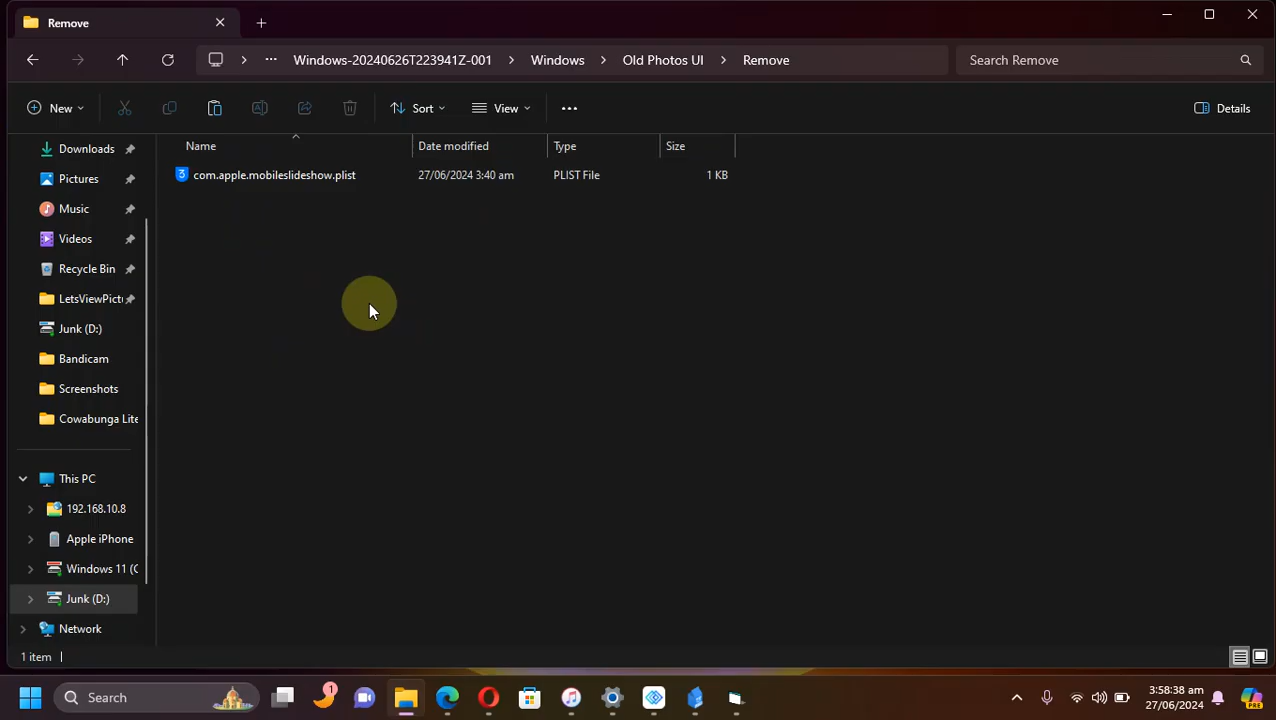 Remove
Windows-20240626T223941Z-001 > Windows > Old Photos UI > Remove
Search Remove
New
Sort
View
Details
Name
Date modified
Type
Size
com.apple.mobileslideshow.plist
27/06/2024 3:40 am
PLIST File
1 KB
Downloads
Pictures
Music
Videos
Recycle Bin
LetsViewPict
Junk (D:)
Bandicam
Screenshots
Cowabunga Lite
This PC
192.168.10.8
Apple iPhone
Windows 11 (C
Junk (D:)
Network
1 item
Search
1
3:58:38 am
27/06/2024
PRE